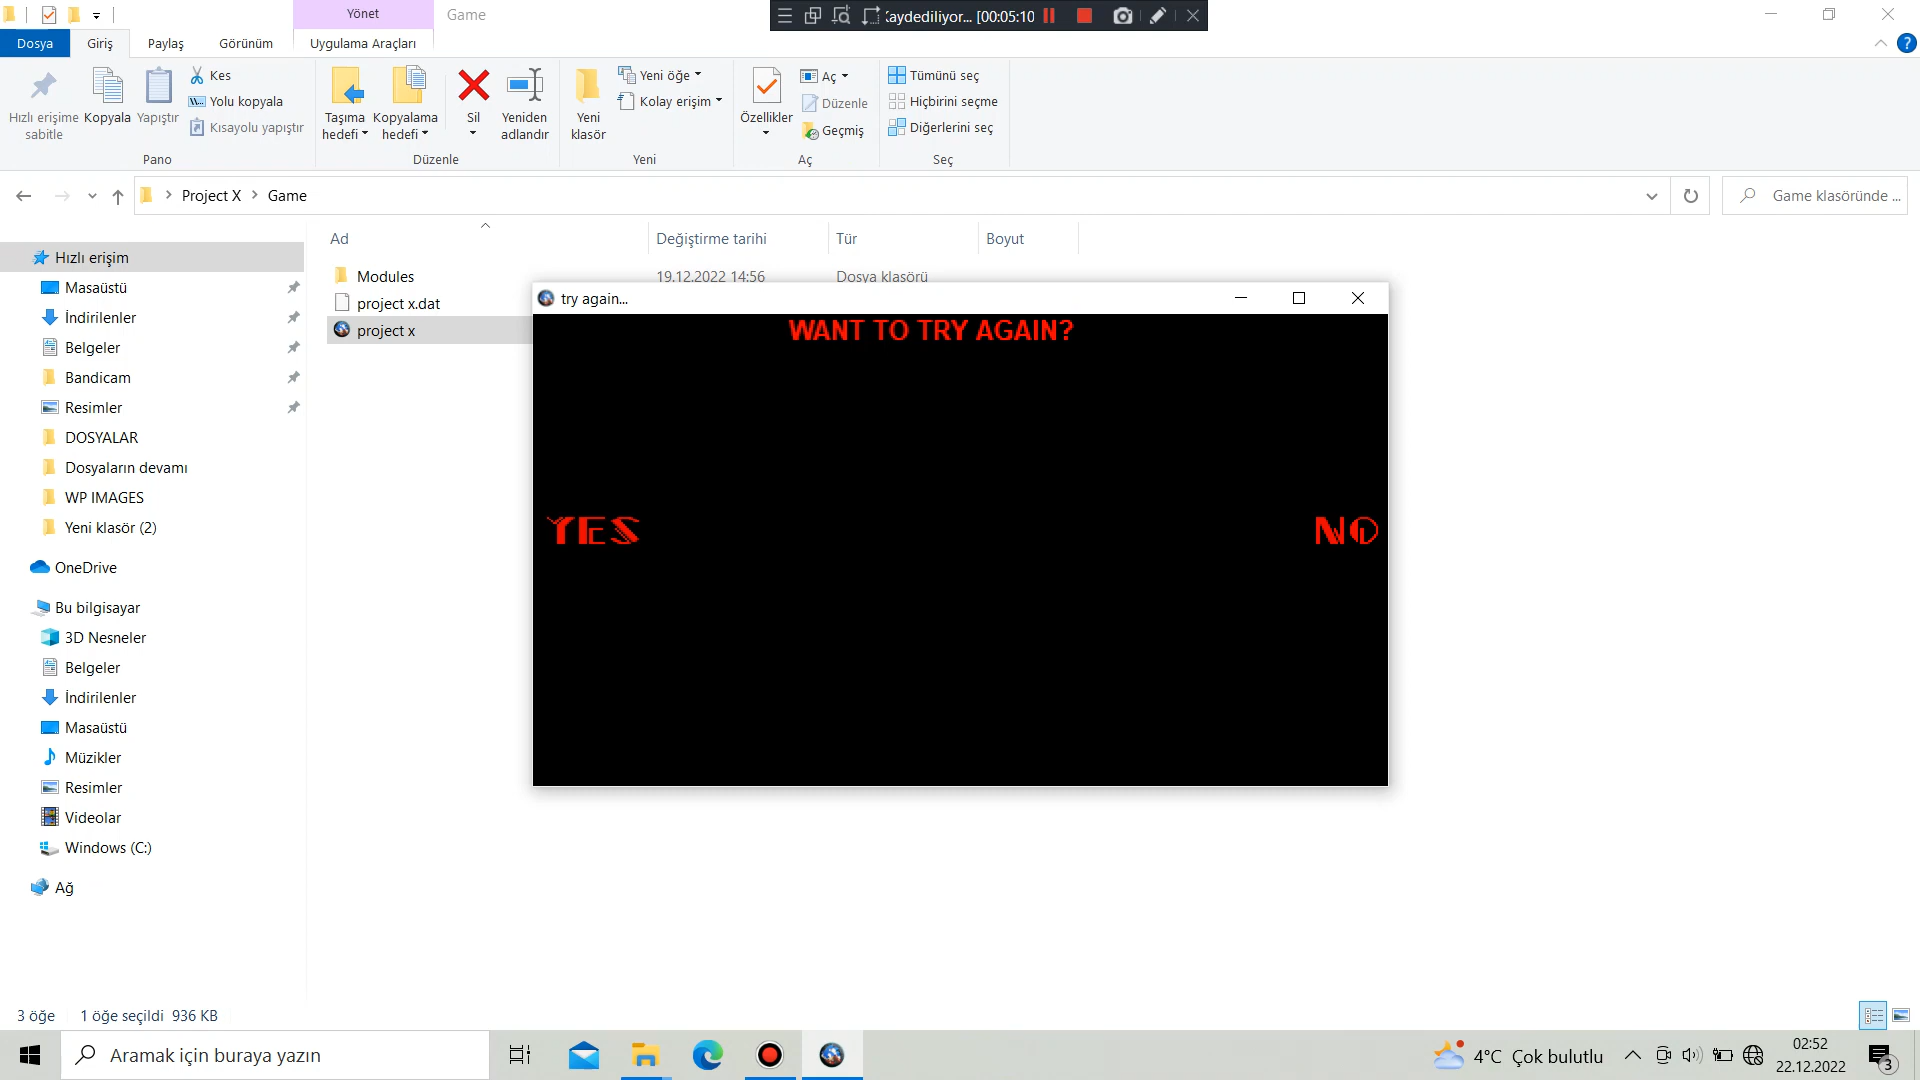 Yönet
Game
Kaydediliyor... [00:05:10
Dosya
Giriş
Paylaş
Görünüm
Uygulama Araçları
Hızlı erişime
sabitle
Kopyala
Yapıştır
Kes
Yolu kopyala
Kısayolu yapıştır
Pano
Taşıma
hedefi
Kopyalama
hedefi
Sil
Yeniden
adlandır
Düzenle
Yeni
klasör
Yeni öğe
Kolay erişim
Yeni
Özellikler
Aç
Düzenle
Geçmiş
Aç
Tümünü seç
Hiçbirini seçme
Diğerlerini seç
Seç
Project X > Game
Game klasöründe ...
Ad
Değiştirme tarihi
Tür
Boyut
Modules
19.12.2022 14:56
Dosya klasörü
project x.dat
project x
try again...
WANT TO TRY AGAIN?
YES
NO
Hızlı erişim
Masaüstü
İndirilenler
Belgeler
Bandicam
Resimler
DOSYALAR
Dosyaların devamı
WP IMAGES
Yeni klasör (2)
OneDrive
Bu bilgisayar
3D Nesneler
Belgeler
İndirilenler
Masaüstü
Müzikler
Resimler
Videolar
Windows (C:)
Ağ
3 öğe
1 öğe seçildi 936 KB
Aramak için buraya yazın
4°C Çok bulutlu
02:52
22.12.2022
3